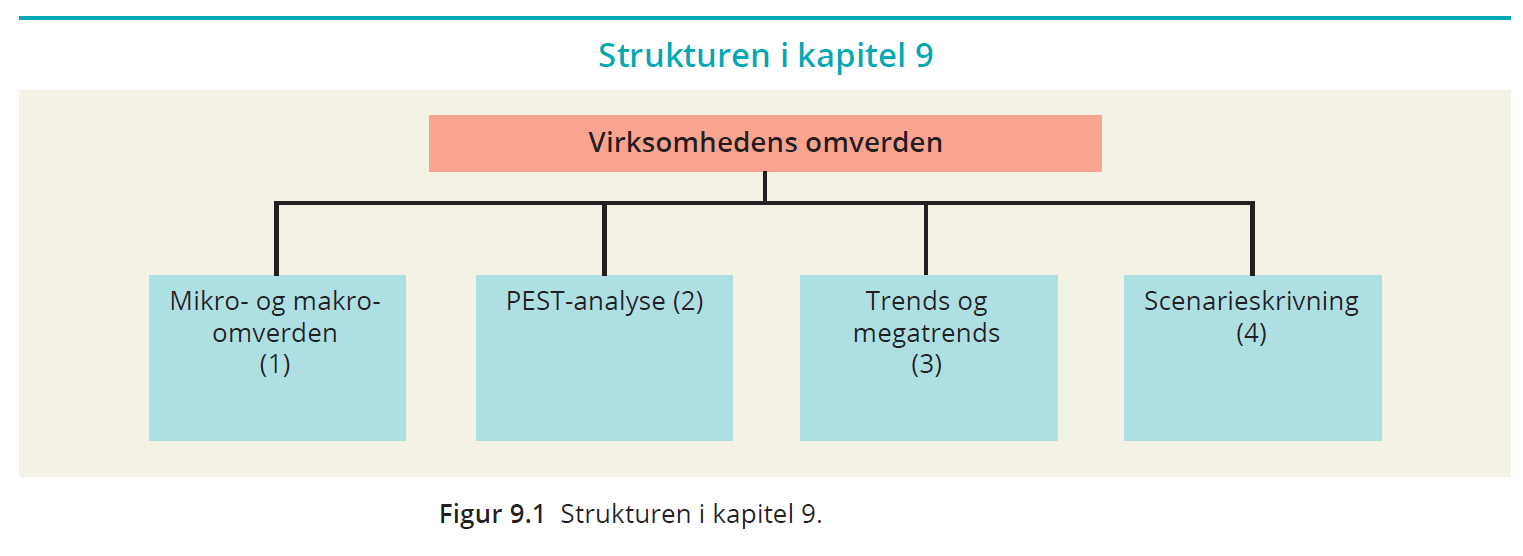 Strukturen i kapitel 9
Virksomhedens omverden
Mikro- og makro-
omverden
(1)
PEST-analyse (2)
Trends og
megatrends
(3)
Scenarieskrivning
(4)
Figur 9.1 Strukturen i kapitel 9.